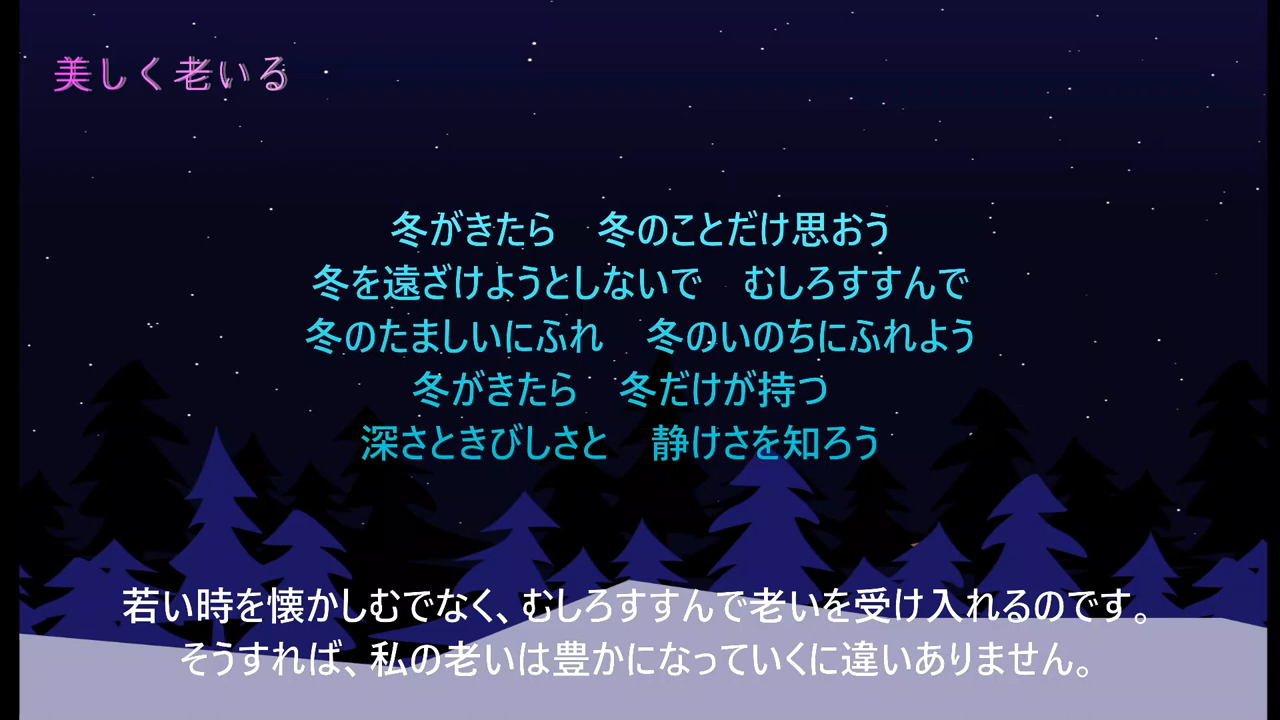 美しく老いる
冬がきたら　冬のことだけ思おう
冬を遠ざけようとしないで　むしろすすんで
冬のたましいにふれ　冬のいのちにふれよう
冬がきたら　冬だけが持つ
深さときびしさと　静けさを知ろう
若い時を懐かしむでなく、むしろすすんで老いを受け入れるのです。
そうすれば、私の老いは豊かになっていくに違いありません。